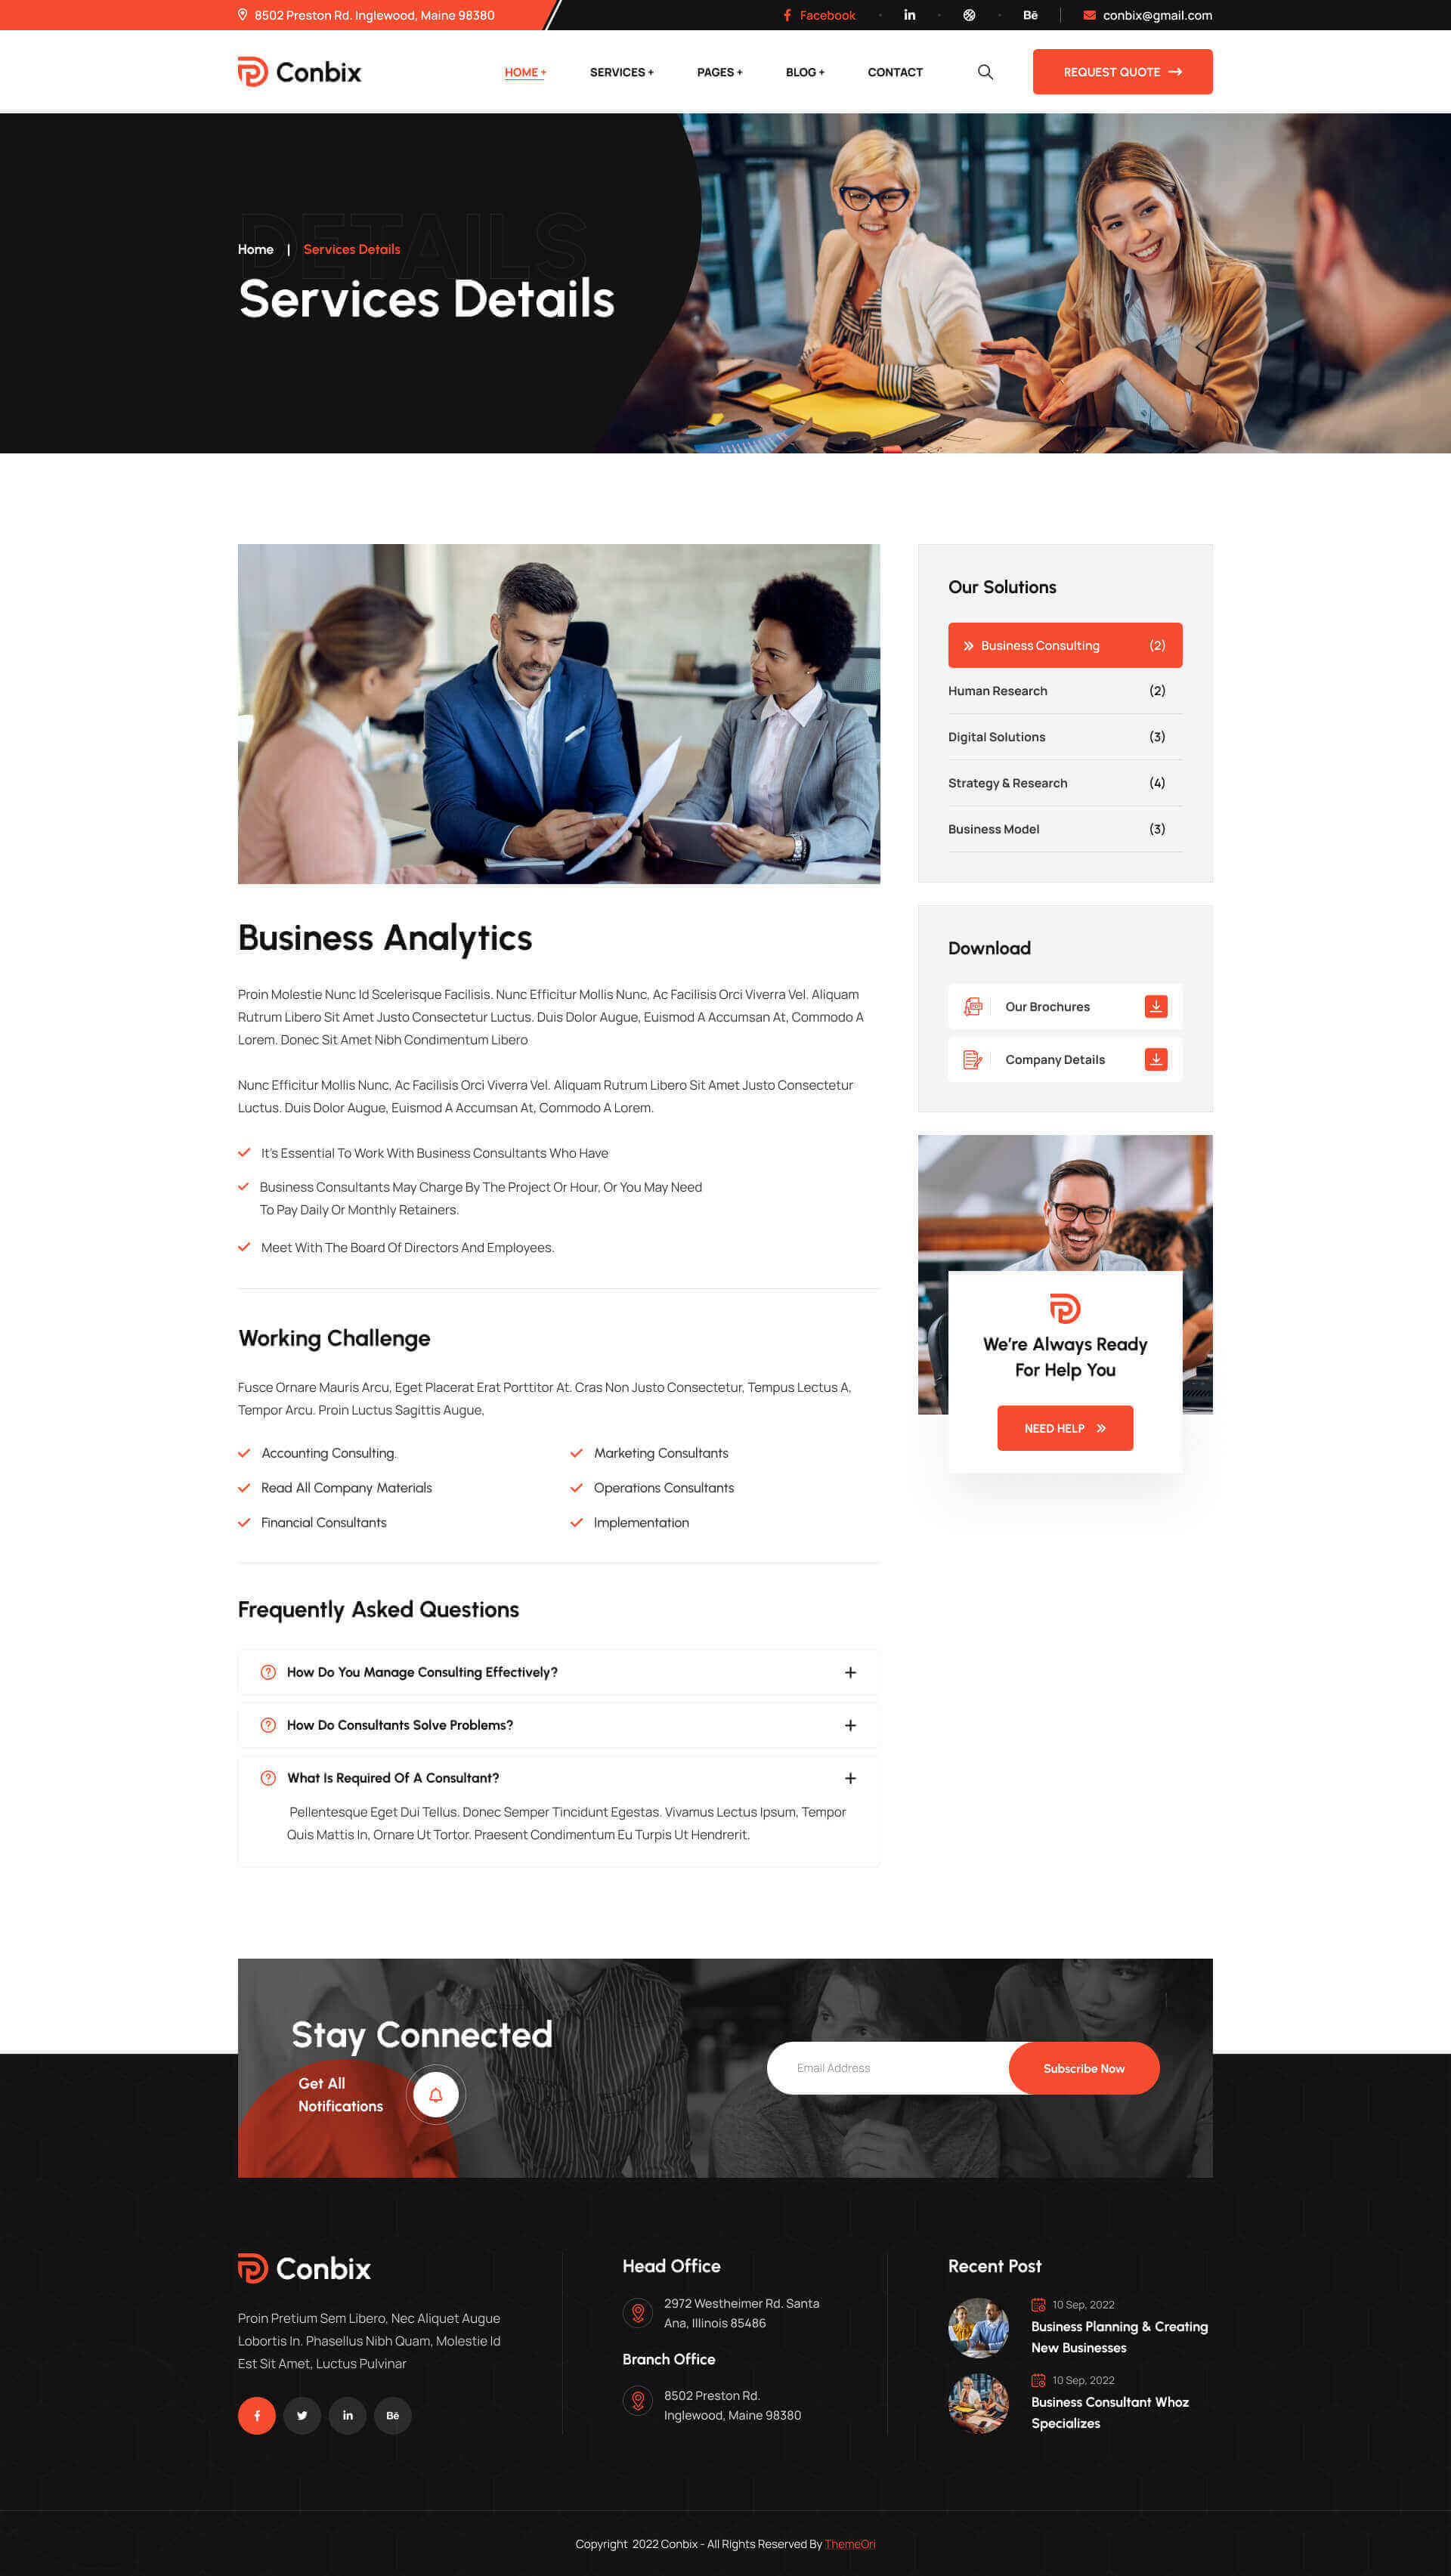 8502 Preston Rd. Inglewood, Maine 98380
Facebook
in
Bē
conbix@gmail.com
Conbix
HOME +
SERVICES +
PAGES +
BLOG +
CONTACT
REQUEST QUOTE
DETAILS
Home | Services Details
Services Details
Business Analytics
Proin Molestie Nunc Id Scelerisque Facilisis. Nunc Efficitur Mollis Nunc, Ac Facilisis Orci Viverra Vel. Aliquam
Rutrum Libero Sit Amet Justo Consectetur Luctus. Duis Dolor Augue, Euismod A Accumsan At, Commodo A
Lorem. Donec Sit Amet Nibh Condimentum Libero
Nunc Efficitur Mollis Nunc, Ac Facilisis Orci Viverra Vel. Aliquam Rutrum Libero Sit Amet Justo Consectetur
Luctus. Duis Dolor Augue, Euismod A Accumsan At, Commodo A Lorem.
It's Essential To Work With Business Consultants Who Have
Business Consultants May Charge By The Project Or Hour, Or You May Need
To Pay Daily Or Monthly Retainers.
Meet With The Board Of Directors And Employees.
Working Challenge
Fusce Ornare Mauris Arcu, Eget Placerat Erat Porttitor At. Cras Non Justo Consectetur, Tempus Lectus A,
Tempor Arcu. Proin Luctus Sagittis Augue,
Accounting Consulting.
Marketing Consultants
Read All Company Materials
Operations Consultants
Financial Consultants
Implementation
Frequently Asked Questions
How Do You Manage Consulting Effectively?
How Do Consultants Solve Problems?
What Is Required Of A Consultant?
Pellentesque Eget Dui Tellus. Donec Semper Tincidunt Egestas. Vivamus Lectus Ipsum, Tempor
Quis Mattis In, Ornare Ut Tortor. Praesent Condimentum Eu Turpis Ut Hendrerit.
Our Solutions
Business Consulting (2)
Human Research (2)
Digital Solutions (3)
Strategy & Research (4)
Business Model (3)
Download
Our Brochures
Company Details
We're Always Ready
For Help You
NEED HELP
Stay Connected
Get All
Notifications
Email Address
Subscribe Now
Conbix
Proin Pretium Sem Libero, Nec Aliquet Augue
Lobortis In. Phasellus Nibh Quam, Molestie Id
Est Sit Amet, Luctus Pulvinar
in
Bē
Head Office
2972 Westheimer Rd. Santa
Ana, Illinois 85486
Branch Office
8502 Preston Rd.
Inglewood, Maine 98380
Recent Post
10 Sep, 2022
Business Planning & Creating
New Businesses
10 Sep, 2022
Business Consultant Whoz
Specializes
Copyright 2022 Conbix - All Rights Reserved By ThemeOri